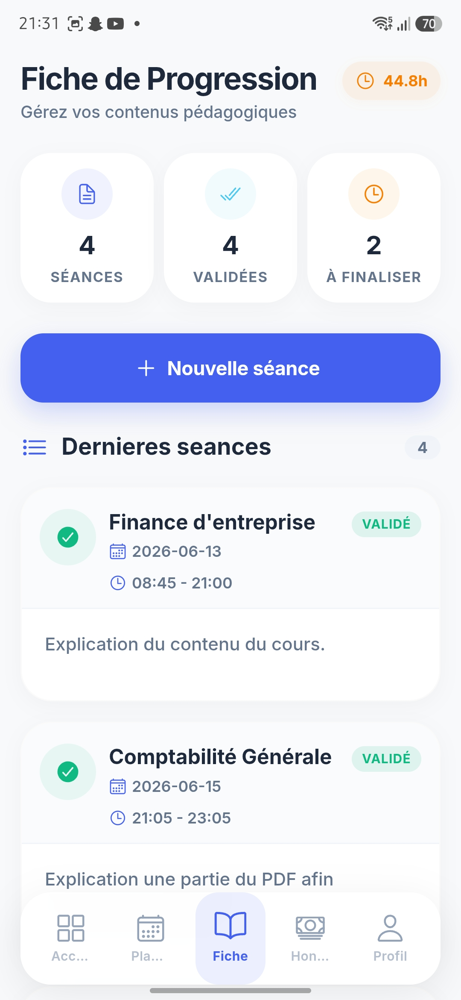 21:31
70
Fiche de Progression
44.8h
Gérez vos contenus pédagogiques
4
SÉANCES
4
VALIDÉES
2
À FINALISER
Nouvelle séance
Dernieres seances
4
Finance d'entreprise
VALIDÉ
2026-06-13
08:45 - 21:00
Explication du contenu du cours.
Comptabilité Générale
VALIDÉ
2026-06-15
21:05 - 23:05
Explication une partie du PDF afin
Acc...
Pla...
Fiche
Hon...
Profil